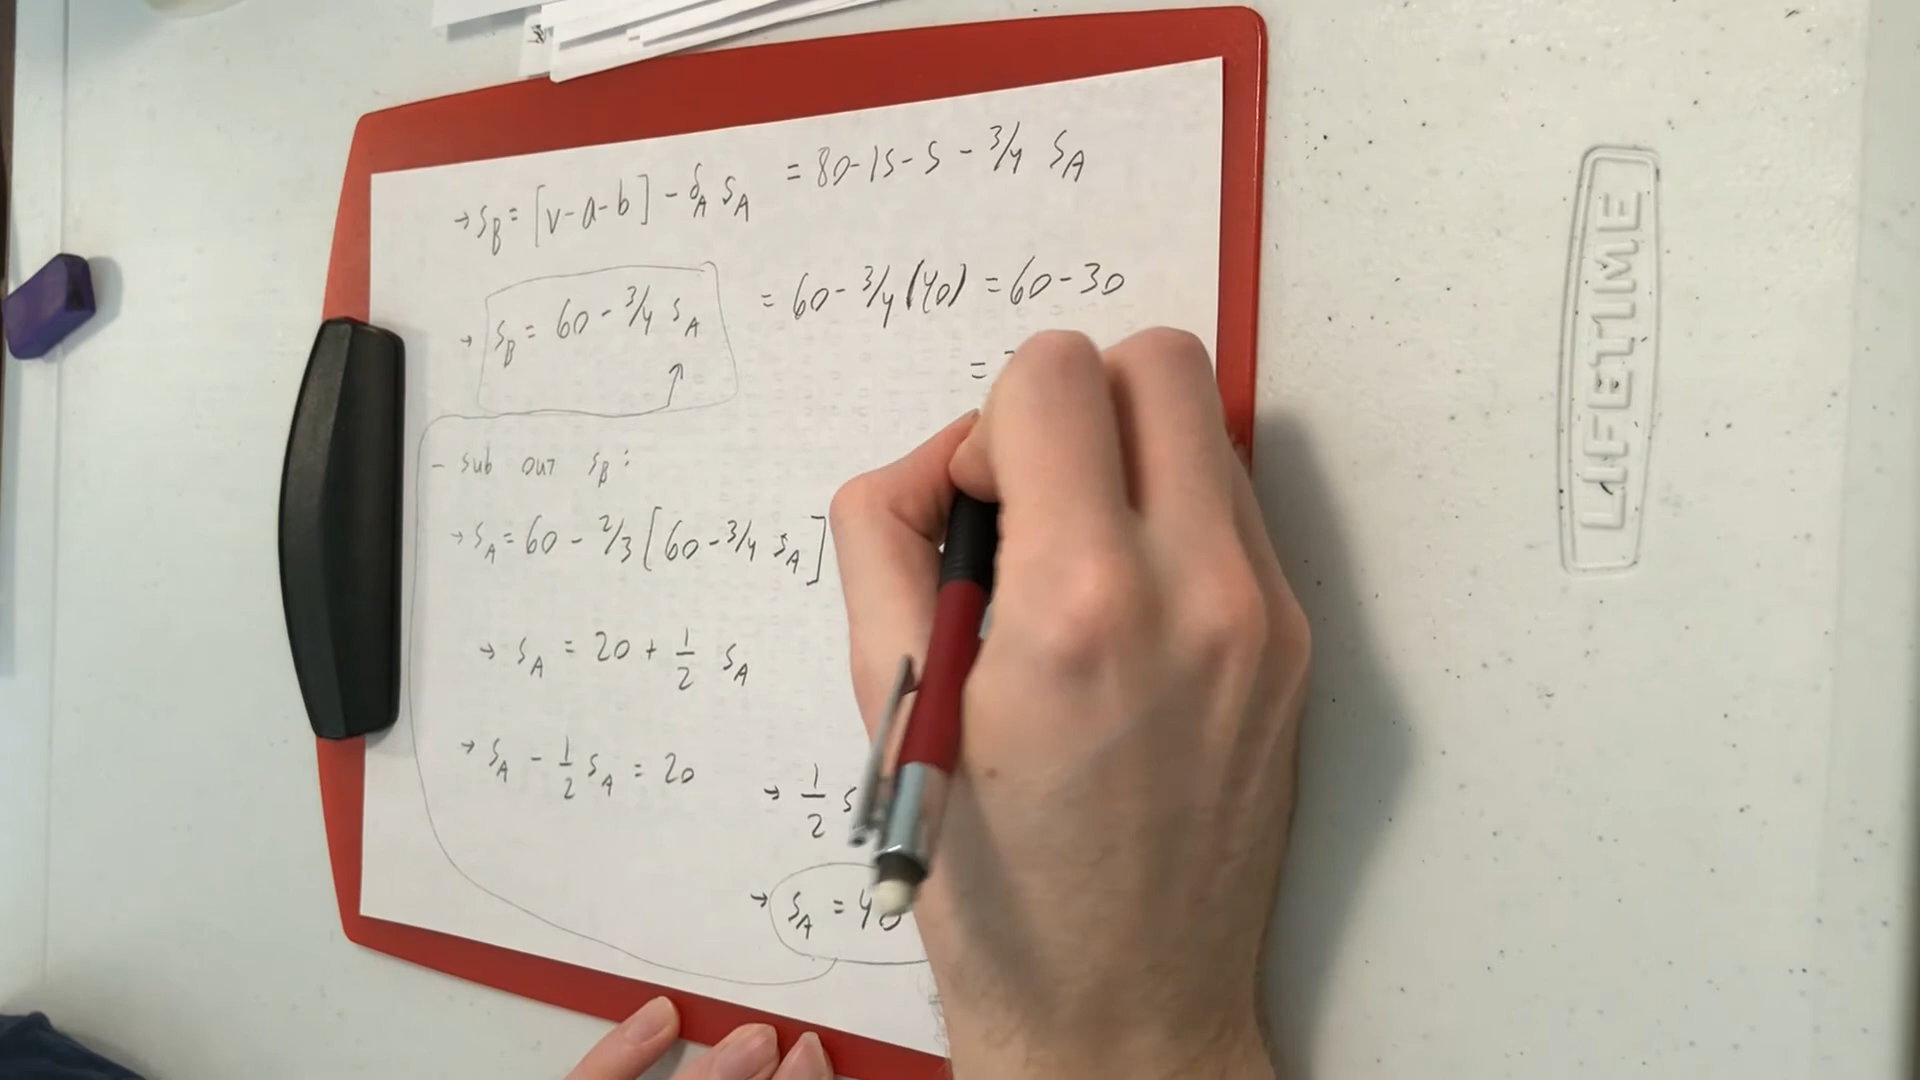 → S_B = [v-a-b] - δ_A S_A = 80-15-5 - 3/4 S_A
→ S_B = 60 - 3/4 S_A = 60 - 3/4 (40) = 60-30
=
- sub out S_B:
→ S_A = 60 - 2/3 [60 - 3/4 S_A]
→ S_A = 20 + 1/2 S_A
→ S_A - 1/2 S_A = 20
→ 1/2 S
→ S_A = 40
LIFETIME